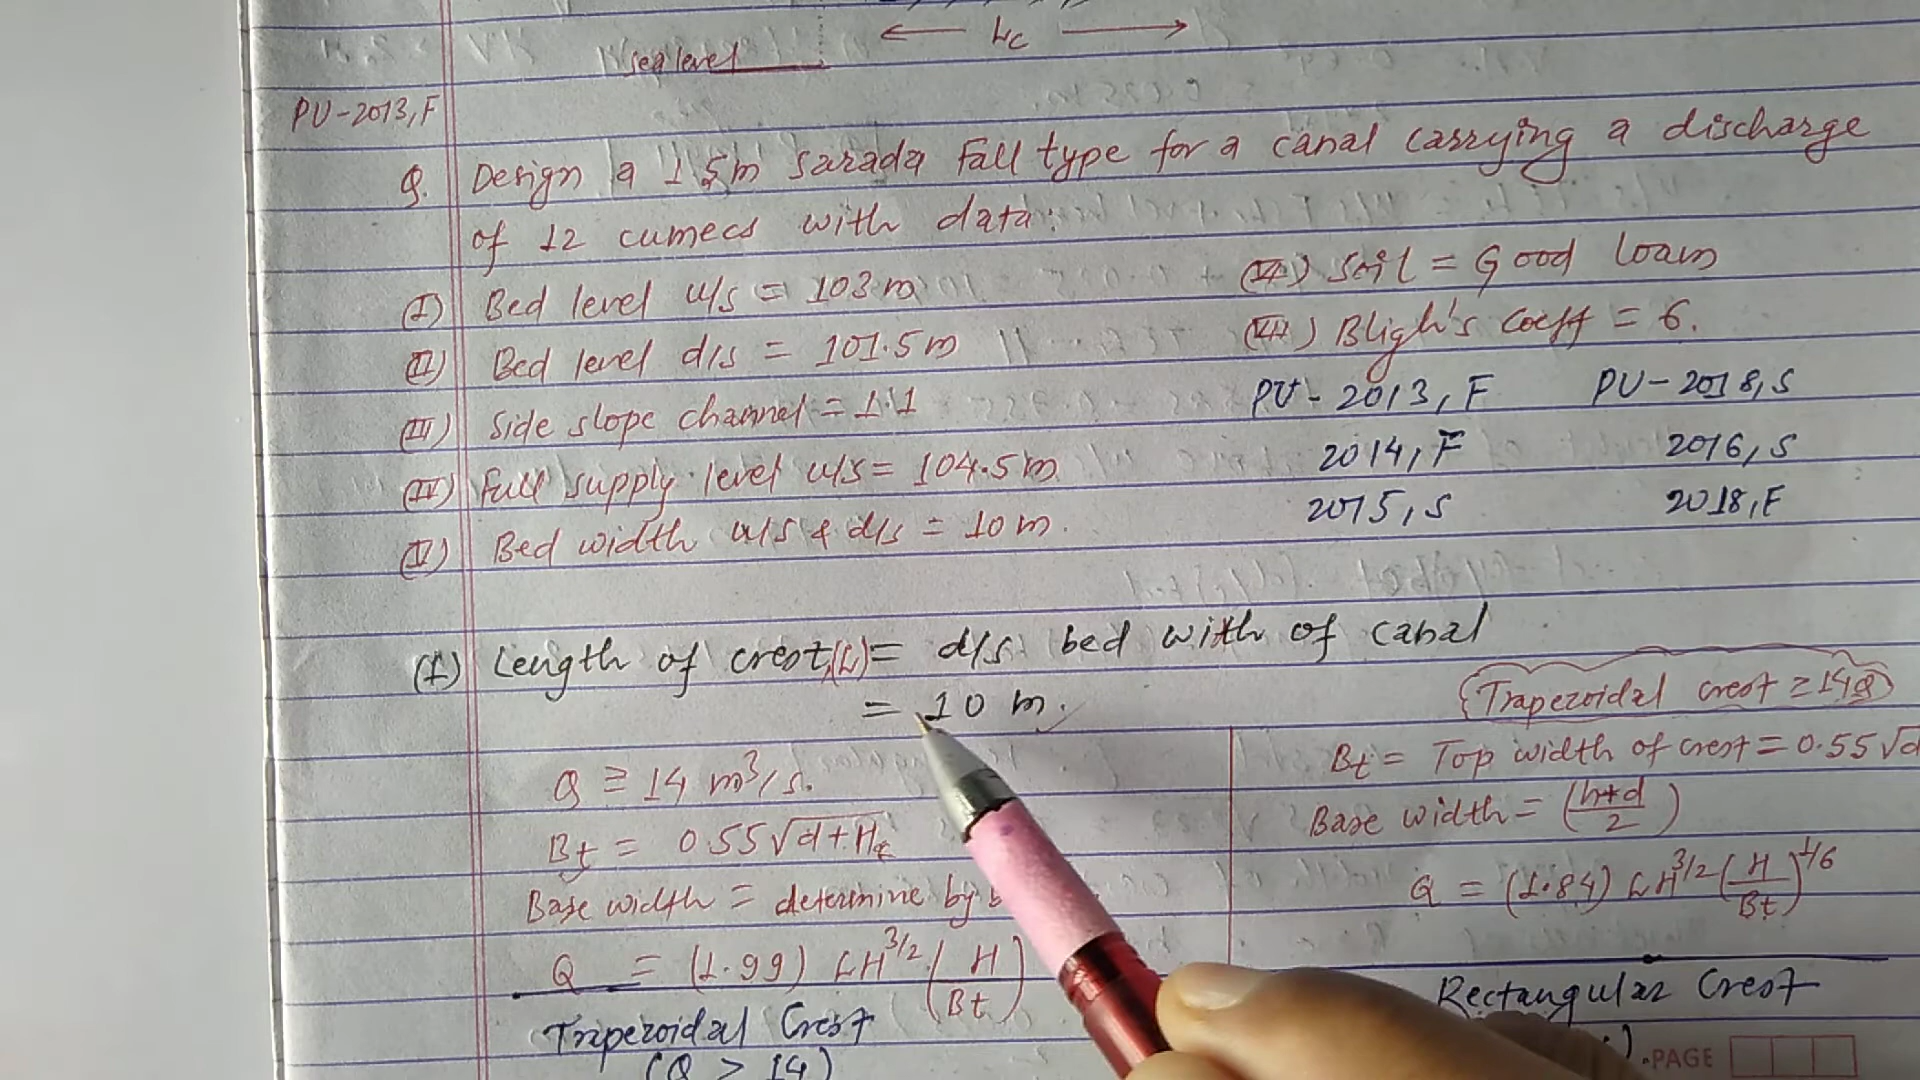 Lc
sea level
PU-2013,F
Q. Design a 1.5m sarada Fall type for a canal carrying a discharge
of 12 cumecs with data:
(I) Bed level u/s = 103 m
(II) Bed level d/s = 101.5m
(III) Side slope channel = 1:1
(IV) Full supply level u/s = 104.5m
(V) Bed width u/s & d/s = 10 m.
(VI) Soil = Good loam
(VII) Bligh's coeff = 6.
PU - 2013, F PU - 2018, S
2014, F 2016, S
2015, S 2018, F
(I) Length of crest (L) = d/s bed with of canal
= 10 m.
Q ≥ 14 m³/s.
Bt = 0.55√d+H
Base width = determine by
Q = (1.99) LH^3/2 (H/Bt)
Trapezoidal Crest
(Q > 14)
Trapezoidal crest ≥ 14Q
Bt = Top width of crest = 0.55√d
Base width = (h+d/2)
Q = (1.84) LH^3/2 (H/Bt)^1/6
Rectangular Crest
PAGE